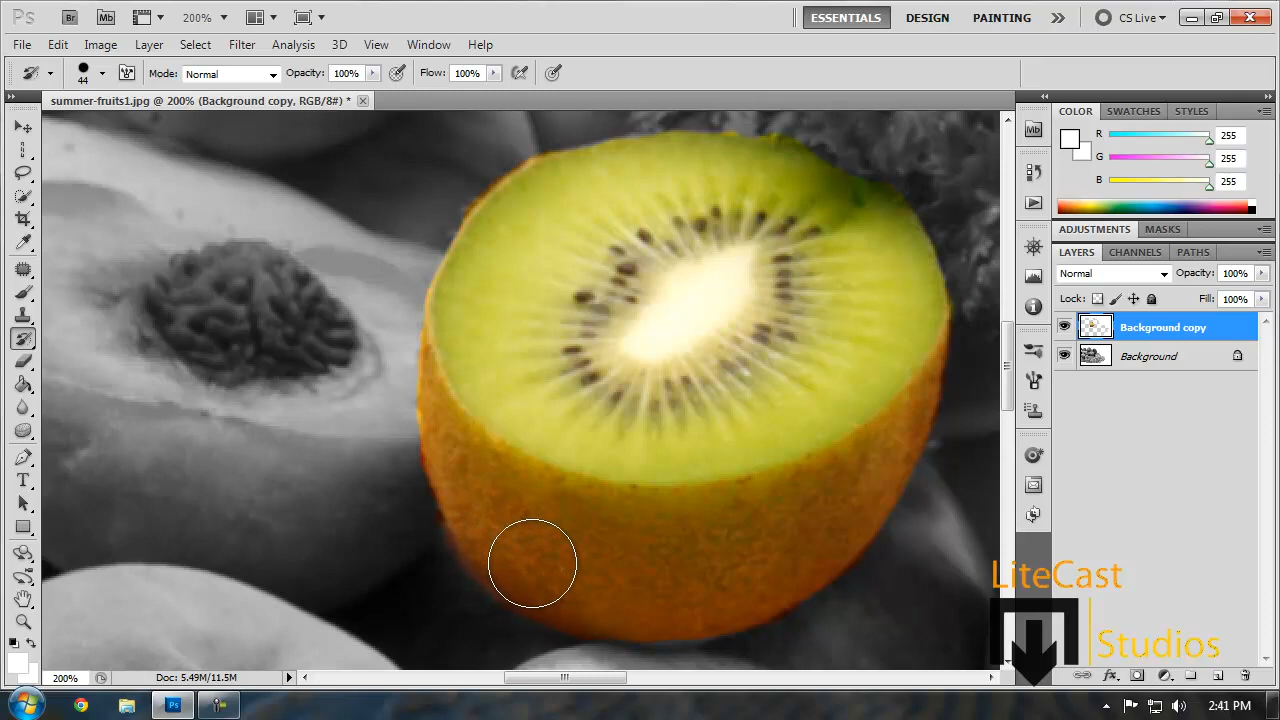 Ps Br Mb 200% ESSENTIALS DESIGN PAINTING CS Live
File Edit Image Layer Select Filter Analysis 3D View Window Help
44 Mode: Normal Opacity: 100% Flow: 100%
summer-fruits1.jpg @ 200% (Background copy, RGB/8#) *
COLOR SWATCHES STYLES
Mb
R 255
G 255
B 255
ADJUSTMENTS MASKS
LAYERS CHANNELS PATHS
Normal Opacity: 100%
Lock: Fill: 100%
Background copy
Background
LiteCast
Studios
200% Doc: 5.49M/11.5M
fx
Ps 2:41 PM